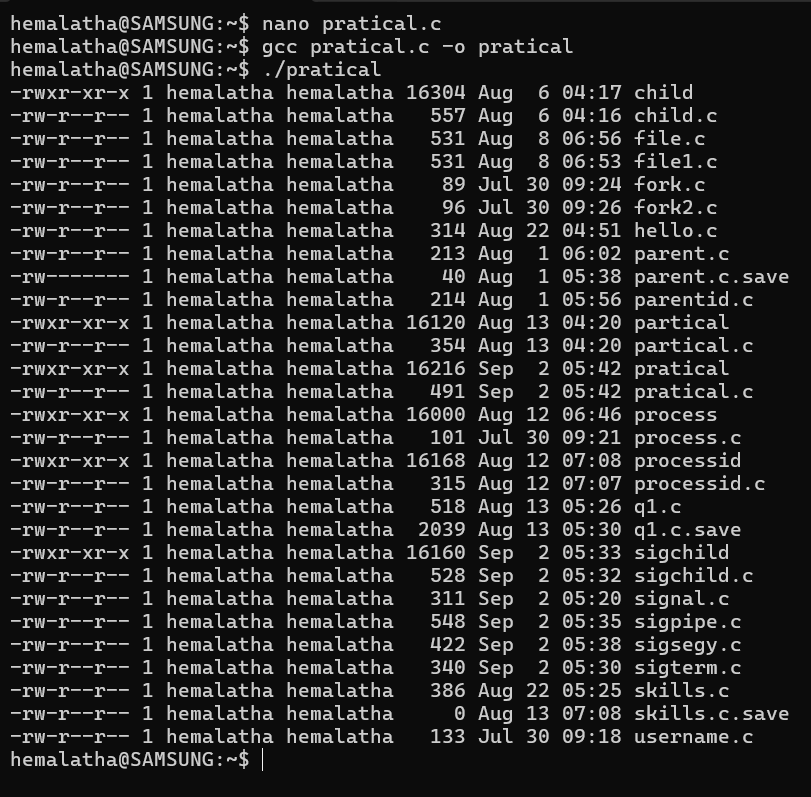 hemalatha@SAMSUNG:~$ nano pratical.c
hemalatha@SAMSUNG:~$ gcc pratical.c -o pratical
hemalatha@SAMSUNG:~$ ./pratical
-rwxr-xr-x 1 hemalatha hemalatha 16304 Aug  6 04:17 child
-rw-r--r-- 1 hemalatha hemalatha   557 Aug  6 04:16 child.c
-rw-r--r-- 1 hemalatha hemalatha   531 Aug  8 06:56 file.c
-rw-r--r-- 1 hemalatha hemalatha   531 Aug  8 06:53 file1.c
-rw-r--r-- 1 hemalatha hemalatha    89 Jul 30 09:24 fork.c
-rw-r--r-- 1 hemalatha hemalatha    96 Jul 30 09:26 fork2.c
-rw-r--r-- 1 hemalatha hemalatha   314 Aug 22 04:51 hello.c
-rw-r--r-- 1 hemalatha hemalatha   213 Aug  1 06:02 parent.c
-rw------- 1 hemalatha hemalatha    40 Aug  1 05:38 parent.c.save
-rw-r--r-- 1 hemalatha hemalatha   214 Aug  1 05:56 parentid.c
-rwxr-xr-x 1 hemalatha hemalatha 16120 Aug 13 04:20 partical
-rw-r--r-- 1 hemalatha hemalatha   354 Aug 13 04:20 partical.c
-rwxr-xr-x 1 hemalatha hemalatha 16216 Sep  2 05:42 pratical
-rw-r--r-- 1 hemalatha hemalatha   491 Sep  2 05:42 pratical.c
-rwxr-xr-x 1 hemalatha hemalatha 16000 Aug 12 06:46 process
-rw-r--r-- 1 hemalatha hemalatha   101 Jul 30 09:21 process.c
-rwxr-xr-x 1 hemalatha hemalatha 16168 Aug 12 07:08 processid
-rw-r--r-- 1 hemalatha hemalatha   315 Aug 12 07:07 processid.c
-rw-r--r-- 1 hemalatha hemalatha   518 Aug 13 05:26 q1.c
-rw-r--r-- 1 hemalatha hemalatha  2039 Aug 13 05:30 q1.c.save
-rwxr-xr-x 1 hemalatha hemalatha 16160 Sep  2 05:33 sigchild
-rw-r--r-- 1 hemalatha hemalatha   528 Sep  2 05:32 sigchild.c
-rw-r--r-- 1 hemalatha hemalatha   311 Sep  2 05:20 signal.c
-rw-r--r-- 1 hemalatha hemalatha   548 Sep  2 05:35 sigpipe.c
-rw-r--r-- 1 hemalatha hemalatha   422 Sep  2 05:38 sigsegy.c
-rw-r--r-- 1 hemalatha hemalatha   340 Sep  2 05:30 sigterm.c
-rw-r--r-- 1 hemalatha hemalatha   386 Aug 22 05:25 skills.c
-rw-r--r-- 1 hemalatha hemalatha     0 Aug 13 07:08 skills.c.save
-rw-r--r-- 1 hemalatha hemalatha   133 Jul 30 09:18 username.c
hemalatha@SAMSUNG:~$